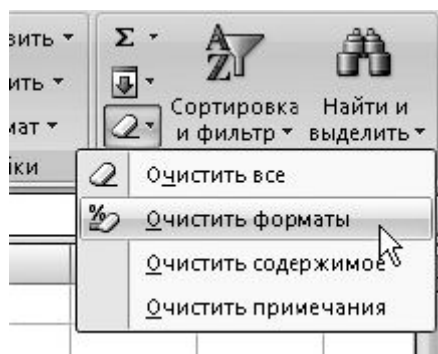 Σ
Сортировка и фильтр
Найти и выделить
Очистить все
Очистить форматы
Очистить содержимое
Очистить примечания